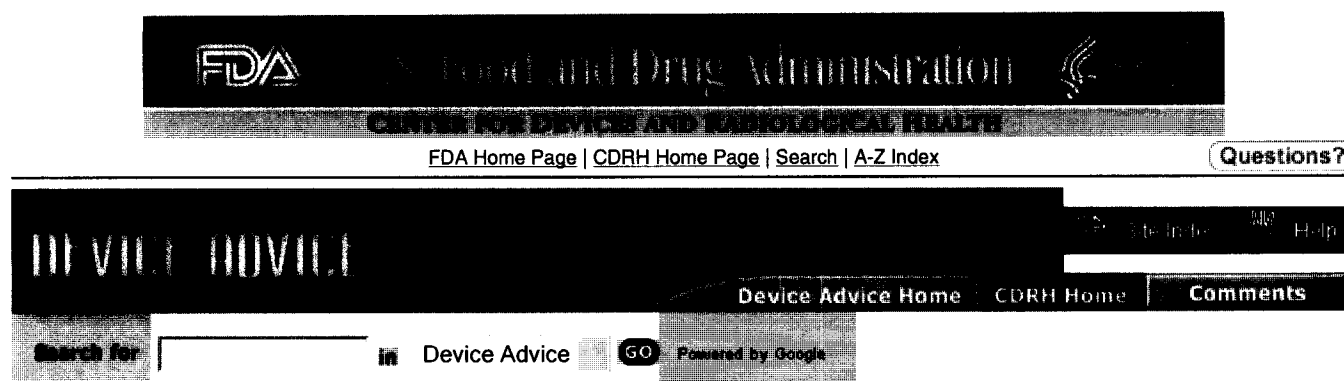 FDA U.S. Food and Drug Administration
CENTER FOR DEVICES AND RADIOLOGICAL HEALTH
FDA Home Page | CDRH Home Page | Search | A-Z Index Questions?
DEVICE ADVICE
Site Index Help
Device Advice Home CDRH Home Comments
Search for in Device Advice GO Powered by Google